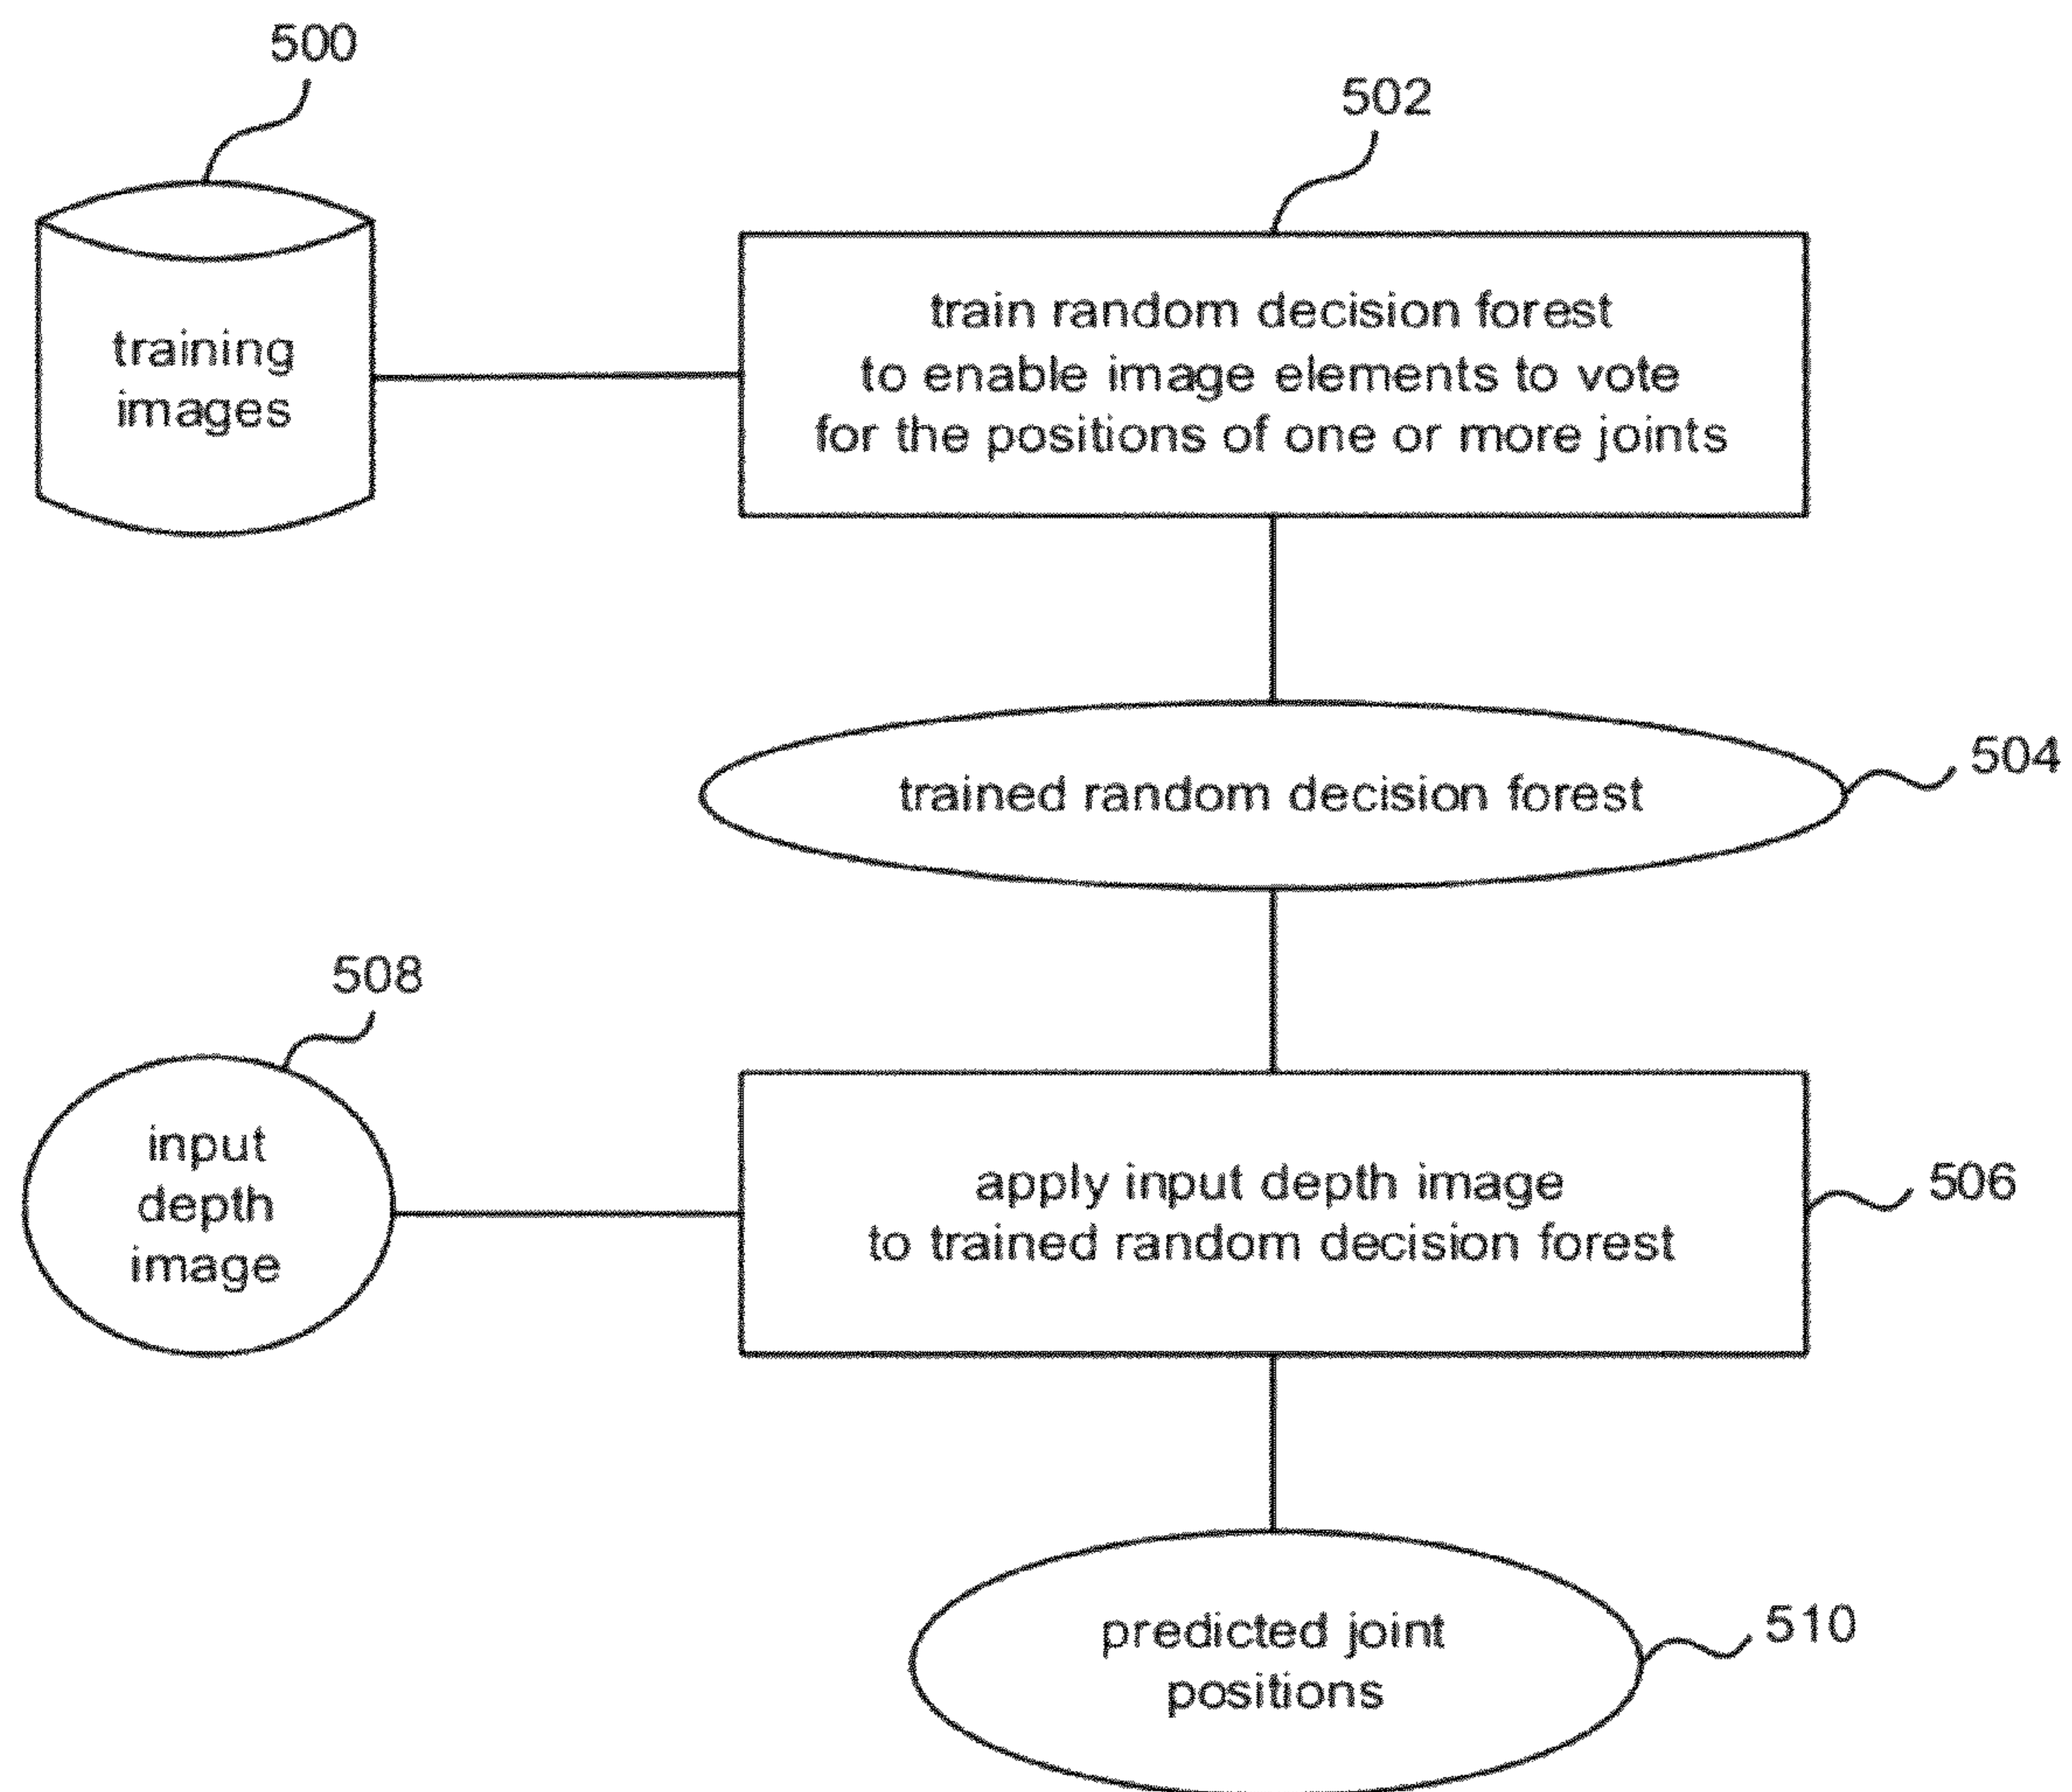 500
502
training
images
train random decision forest
to enable image elements to vote
for the positions of one or more joints
504
trained random decision forest
508
input
depth
image
apply input depth image
to trained random decision forest
506
predicted joint
positions
510